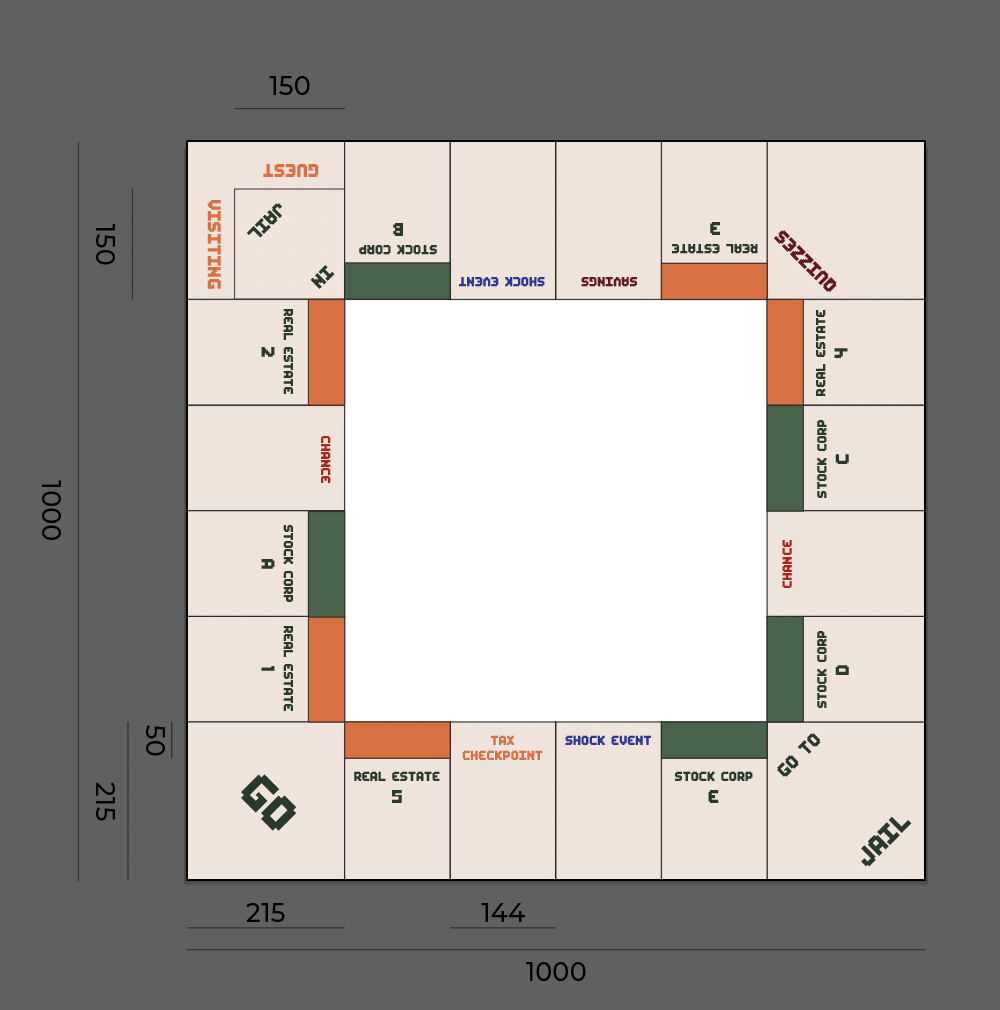 150
GUEST
VISITING
JAIL
IN
STOCK CORP
B
SHOCK EVENT
SAVINGS
REAL ESTATE
3
QUIZZES
150
1000
REAL ESTATE
2
REAL ESTATE
4
CHANCE
STOCK CORP
C
STOCK CORP
A
CHANCE
REAL ESTATE
1
STOCK CORP
D
50
215
GO
REAL ESTATE
5
TAX
CHECKPOINT
SHOCK EVENT
STOCK CORP
E
GO TO
JAIL
215
144
1000